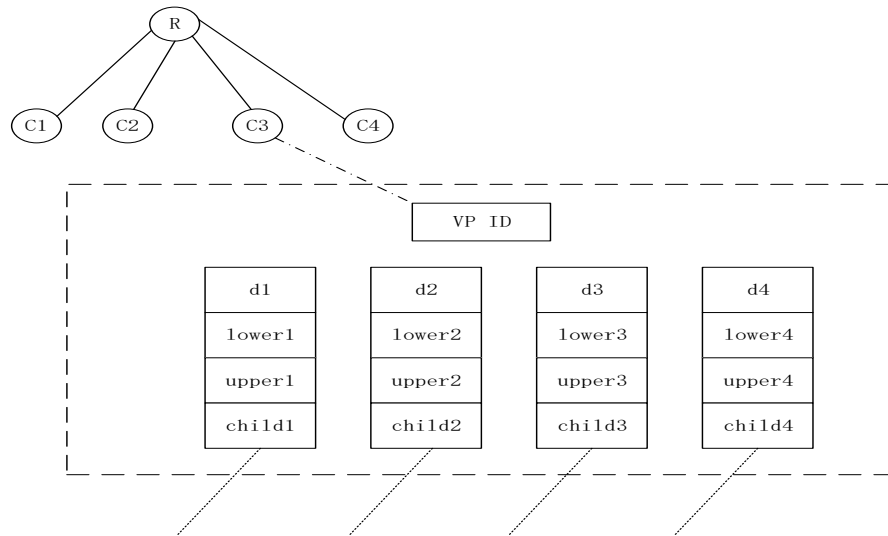 R
C1 C2 C3 C4
VP ID
d1 d2 d3 d4
lower1 lower2 lower3 lower4
upper1 upper2 upper3 upper4
child1 child2 child3 child4